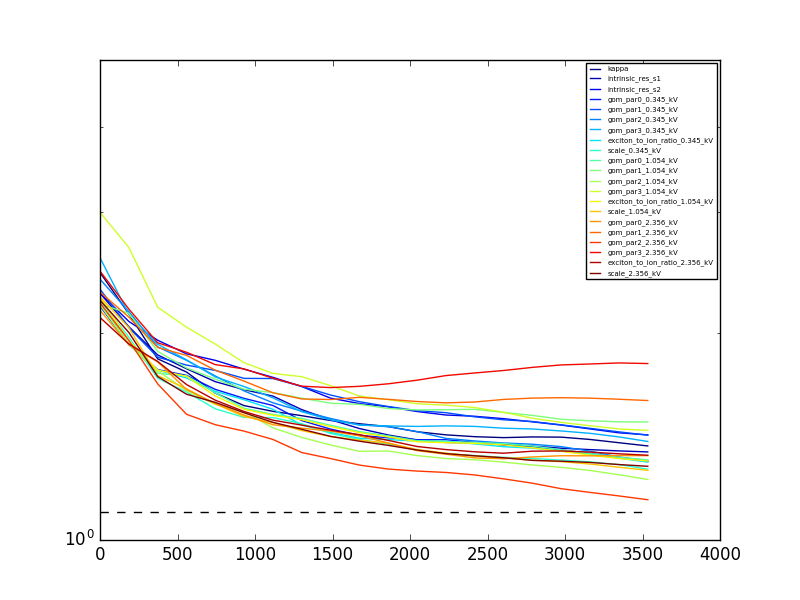 kappa
intrinsic_res_s1
intrinsic_res_s2
gom_par0_0.345_kV
gom_par1_0.345_kV
gom_par2_0.345_kV
gom_par3_0.345_kV
exciton_to_ion_ratio_0.345_kV
scale_0.345_kV
gom_par0_1.054_kV
gom_par1_1.054_kV
gom_par2_1.054_kV
gom_par3_1.054_kV
exciton_to_ion_ratio_1.054_kV
scale_1.054_kV
gom_par0_2.356_kV
gom_par1_2.356_kV
gom_par2_2.356_kV
gom_par3_2.356_kV
exciton_to_ion_ratio_2.356_kV
scale_2.356_kV
10^0
0 500 1000 1500 2000 2500 3000 3500 4000